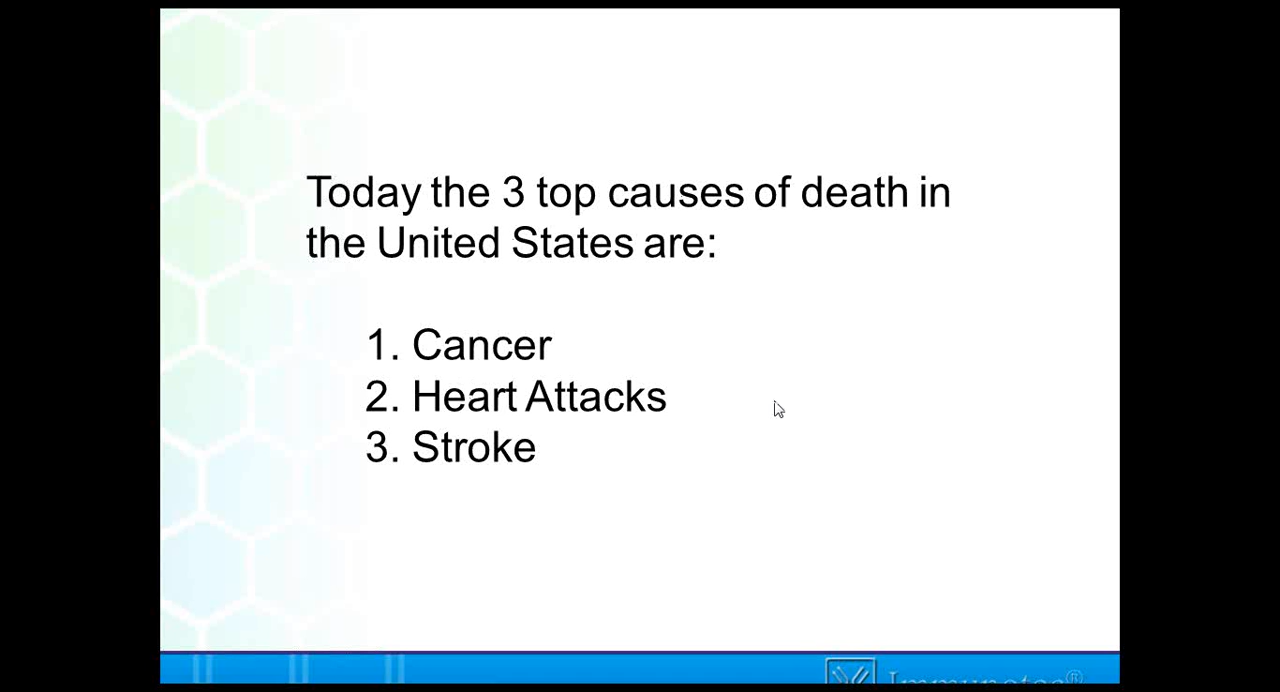 Today the 3 top causes of death in
the United States are:
1. Cancer
2. Heart Attacks
3. Stroke
Immunotec®